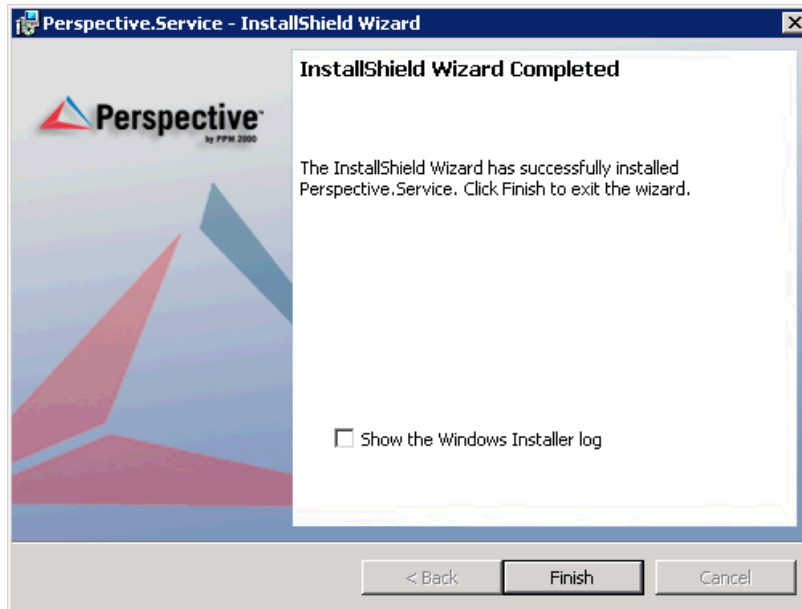 Perspective.Service - InstallShield Wizard
InstallShield Wizard Completed
Perspective™
by PPM 2000
The InstallShield Wizard has successfully installed
Perspective.Service. Click Finish to exit the wizard.
Show the Windows Installer log
< Back
Finish
Cancel